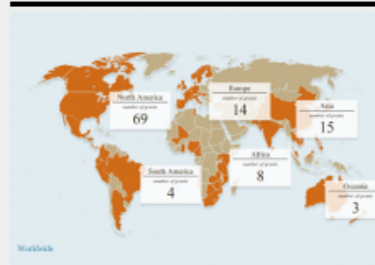 North America
number of grants
69
Europe
number of grants
14
Asia
number of grants
15
South America
number of grants
4
Africa
number of grants
8
Oceania
number of grants
3
Worldwide